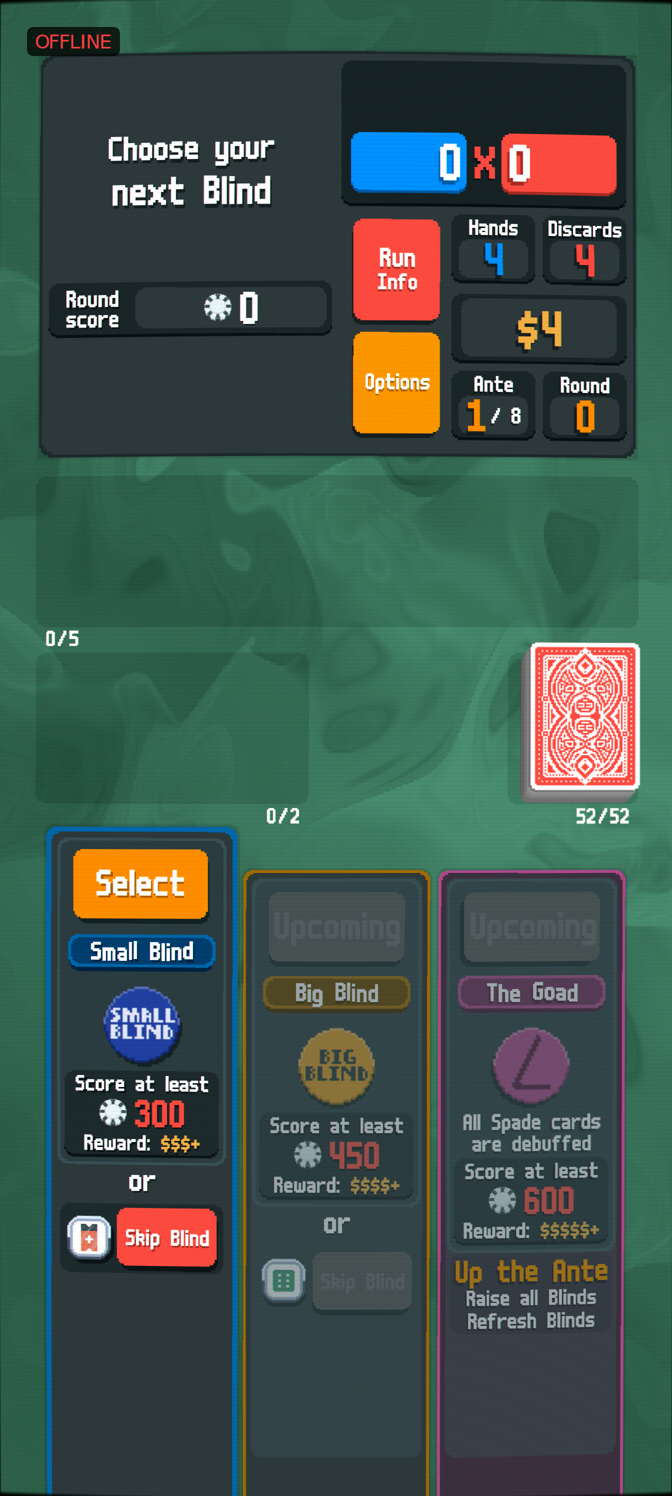 OFFLINE
Choose your
next Blind
0 X 0
Round
score
0
Run
Info
Options
Hands
4
Discards
4
$4
Ante
1 / 8
Round
0
0/5
0/2
52/52
Select
Small Blind
SMALL
BLIND
Score at least
300
Reward: $$$+
or
Skip Blind
Upcoming
Big Blind
BIG
BLIND
Score at least
450
Reward: $$$$+
or
Skip Blind
Upcoming
The Goad
All Spade cards
are debuffed
Score at least
600
Reward: $$$$$+
Up the Ante
Raise all Blinds
Refresh Blinds